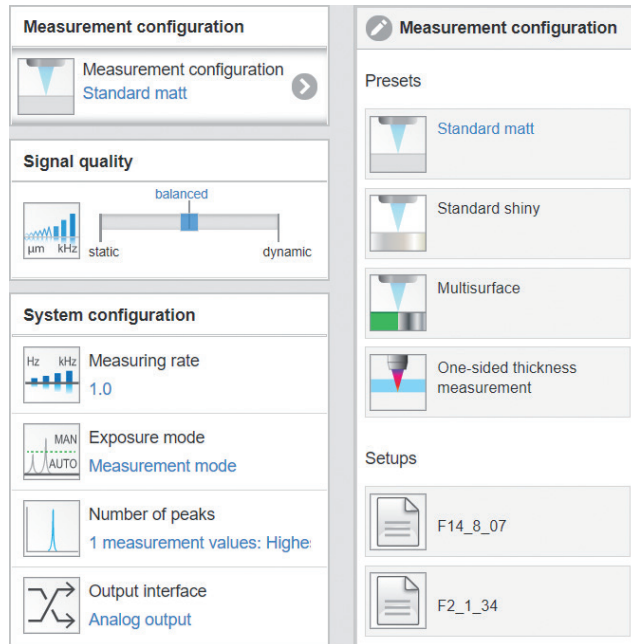 Measurement configuration
Measurement configuration
Standard matt
Signal quality
balanced
µm kHz
static
dynamic
System configuration
Hz kHz
Measuring rate
1.0
MAN
AUTO
Exposure mode
Measurement mode
Number of peaks
1 measurement values: Highe
Output interface
Analog output
Measurement configuration
Presets
Standard matt
Standard shiny
Multisurface
One-sided thickness
measurement
Setups
F14_8_07
F2_1_34